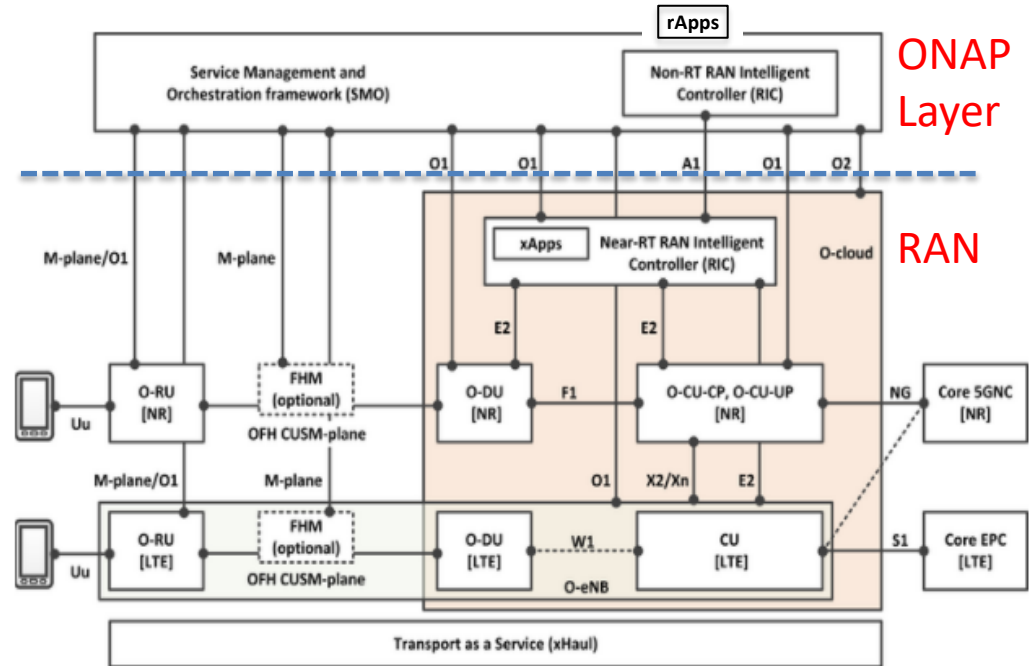 rApps
ONAP
Layer
Service Management and
Orchestration framework (SMO)
Non-RT RAN Intelligent
Controller (RIC)
O1
O1
A1
O1
O2
RAN
xApps
Near-RT RAN Intelligent
Controller (RIC)
O-cloud
M-plane/O1
M-plane
E2
E2
O-RU
[NR]
FHM
(optional)
O-DU
[NR]
F1
O-CU-CP, O-CU-UP
[NR]
NG
Core 5GNC
[NR]
Uu
OFH CUSM-plane
M-plane/O1
M-plane
O1
X2/Xn
E2
O-RU
[LTE]
FHM
(optional)
O-DU
[LTE]
W1
CU
[LTE]
S1
Core EPC
[LTE]
Uu
OFH CUSM-plane
O-eNB
Transport as a Service (xHaul)